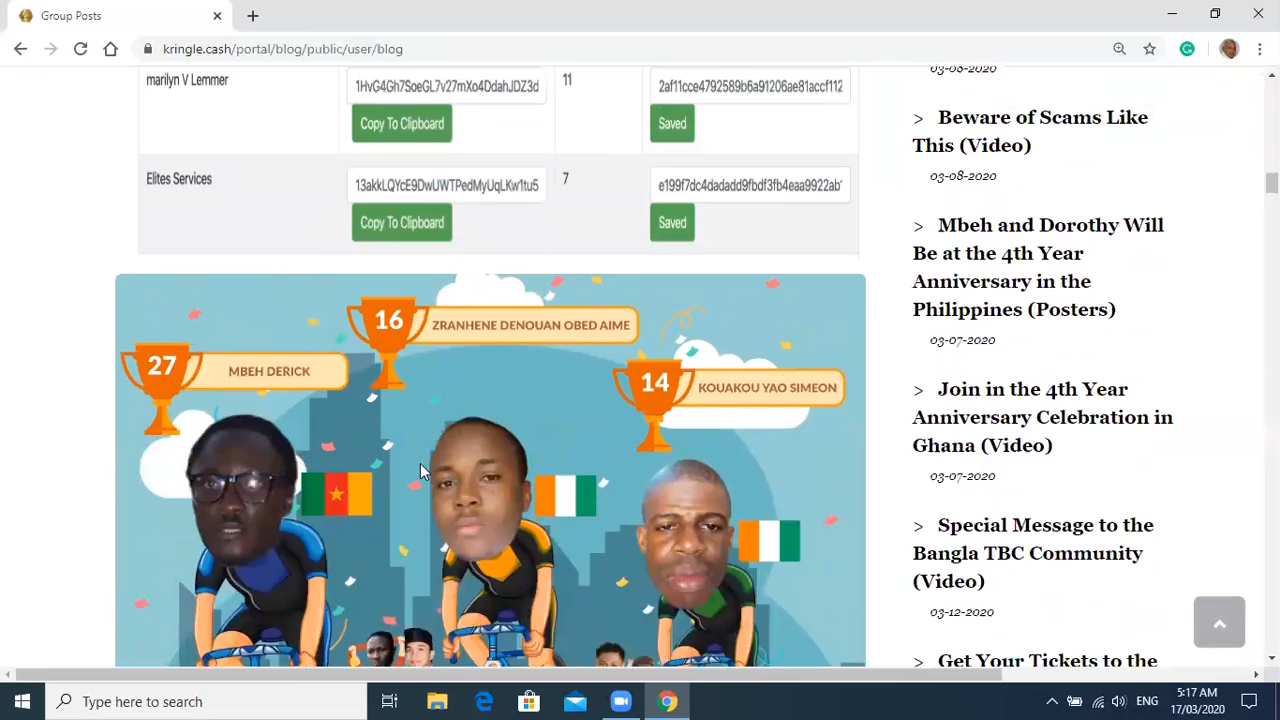 Group Posts
kringle.cash/portal/blog/public/user/blog
marilyn V Lemmer 1HvG4Gh7SoeGL7v27mXo4DdahJDZ3d 11 2af11cce4792589b6a91206ae81accf112
Copy To Clipboard Saved
Elites Services 13akkLQYcE9DwUWTPedMyUqLKw1tu5 7 e199f7dc4dadadd9fbdf3fb4eaa9922ab
Copy To Clipboard Saved
16 ZRANHENE DENOUAN OBED AIME
27 MBEH DERICK
14 KOUAKOU YAO SIMEON
03-08-2020
> Beware of Scams Like
This (Video)
03-08-2020
> Mbeh and Dorothy Will
Be at the 4th Year
Anniversary in the
Philippines (Posters)
03-07-2020
> Join in the 4th Year
Anniversary Celebration in
Ghana (Video)
03-07-2020
> Special Message to the
Bangla TBC Community
(Video)
03-12-2020
> Get Your Tickets to the
Type here to search
ENG
5:17 AM
17/03/2020